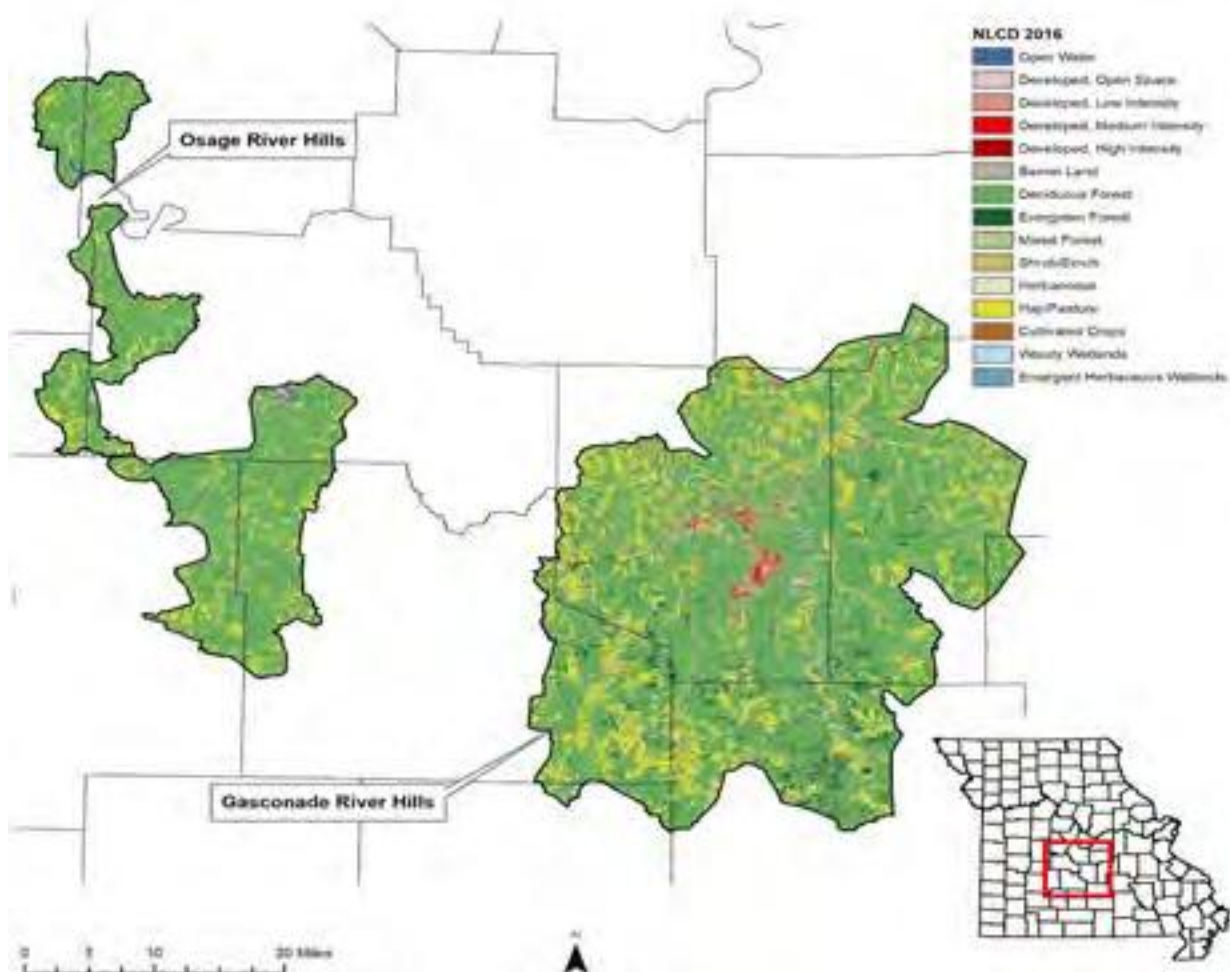 NLCD 2016
Open Water
Developed, Open Space
Developed, Low Intensity
Developed, Medium Intensity
Developed, High Intensity
Barren Land
Deciduous Forest
Evergreen Forest
Mixed Forest
Shrub/Scrub
Herbaceous
Hay/Pasture
Cultivated Crops
Woody Wetlands
Emergent Herbaceous Wetlands
Osage River Hills
Gasconade River Hills
0 5 10 20 Miles
N